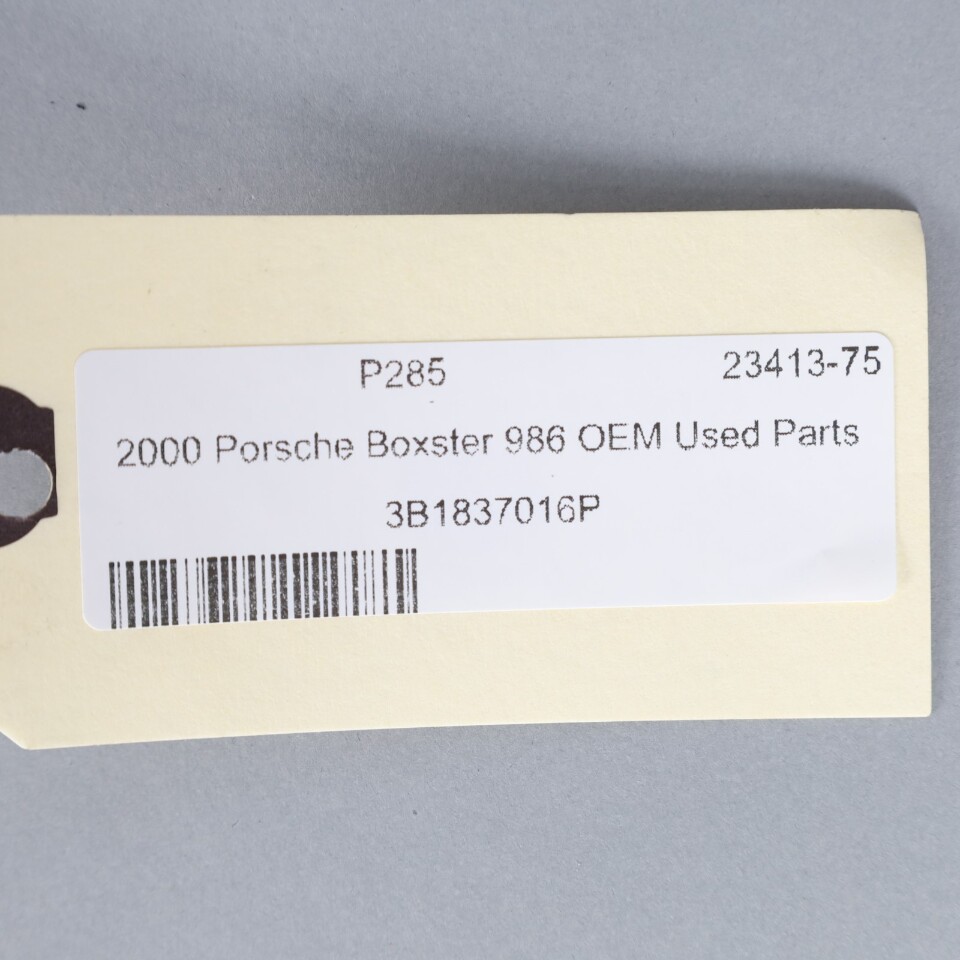 P285 23413-75
2000 Porsche Boxster 986 OEM Used Parts
3B1837016P